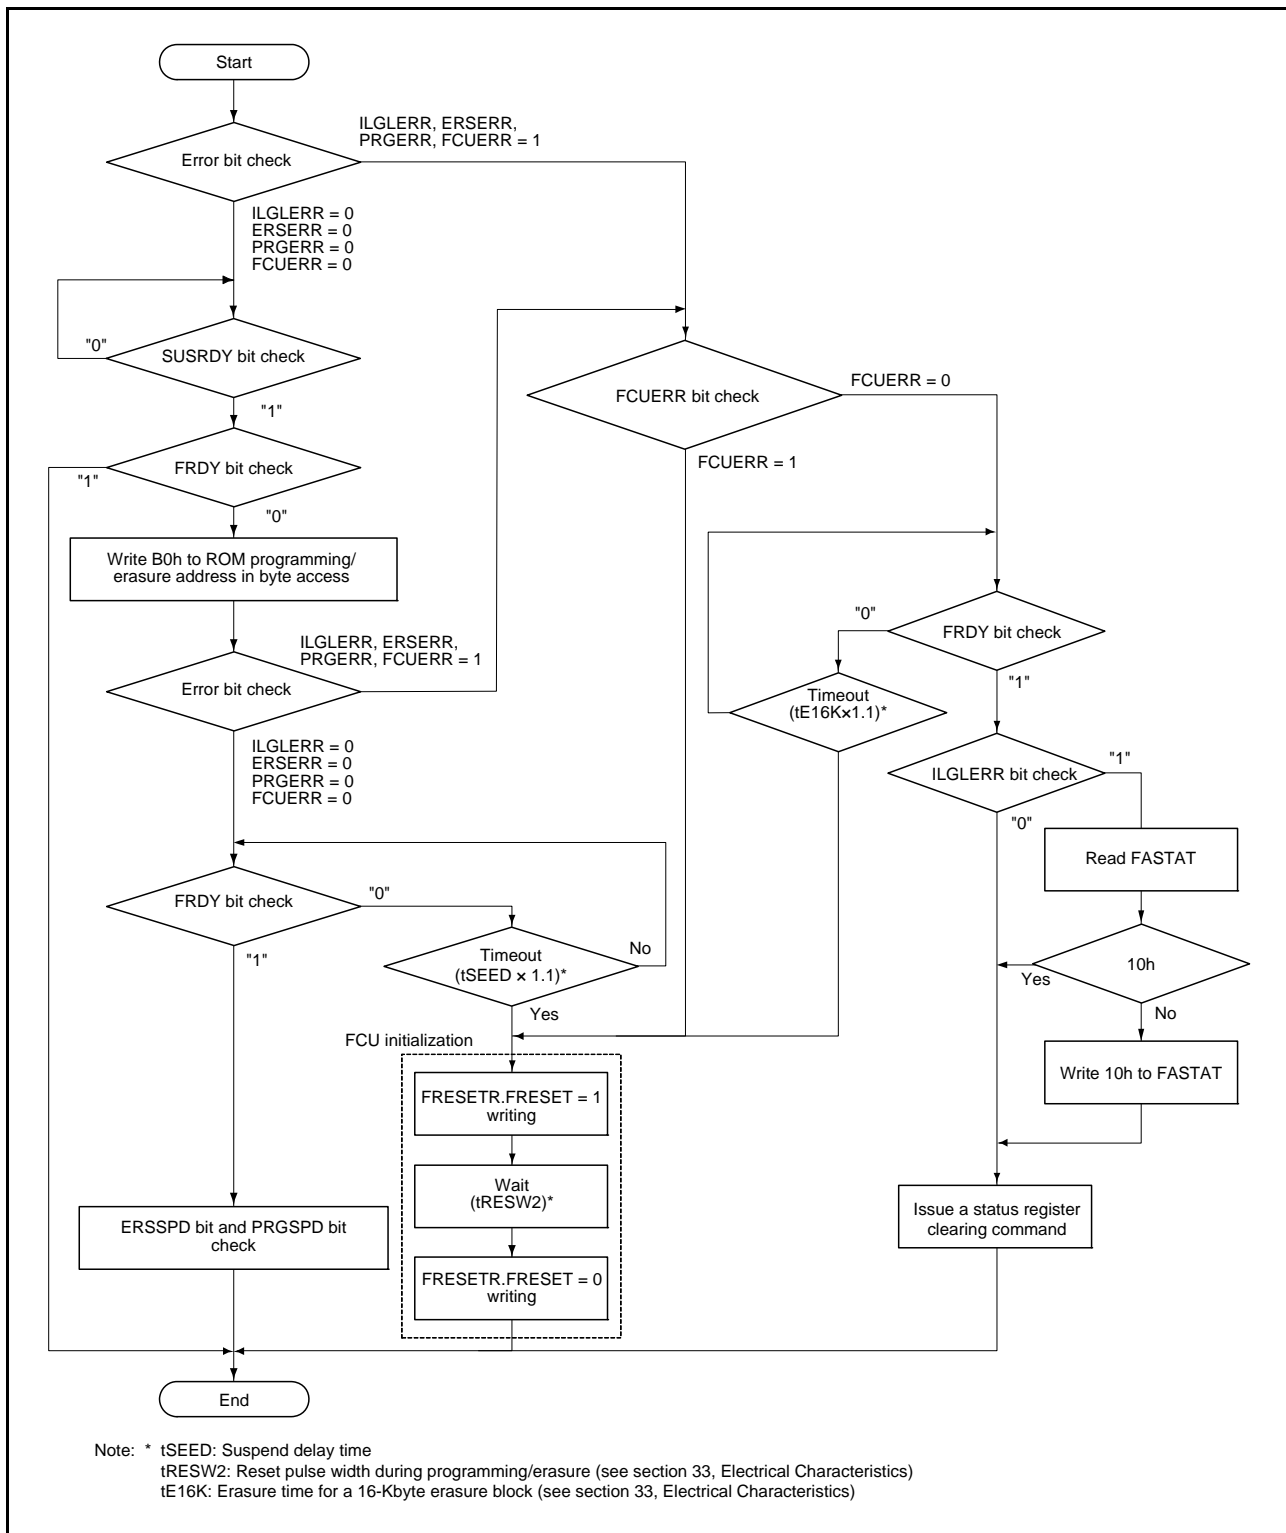 Start
ILGLERR, ERSERR,
PRGERR, FCUERR = 1
Error bit check
ILGLERR = 0
ERSERR = 0
PRGERR = 0
FCUERR = 0
"0"
SUSRDY bit check
"1"
FCUERR bit check
FCUERR = 0
FCUERR = 1
FRDY bit check
"1"
"0"
Write B0h to ROM programming/
erasure address in byte access
ILGLERR, ERSERR,
PRGERR, FCUERR = 1
Error bit check
ILGLERR = 0
ERSERR = 0
PRGERR = 0
FCUERR = 0
"0"
FRDY bit check
"1"
Timeout
(tE16K×1.1)*
ILGLERR bit check
"1"
"0"
Read FASTAT
10h
Yes
No
Write 10h to FASTAT
FRDY bit check
"0"
"1"
Timeout
(tSEED × 1.1)*
No
Yes
FCU initialization
FRESETR.FRESET = 1
writing
Wait
(tRESW2)*
FRESETR.FRESET = 0
writing
ERSSPD bit and PRGSPD bit
check
Issue a status register
clearing command
End
Note: * tSEED: Suspend delay time
tRESW2: Reset pulse width during programming/erasure (see section 33, Electrical Characteristics)
tE16K: Erasure time for a 16-Kbyte erasure block (see section 33, Electrical Characteristics)